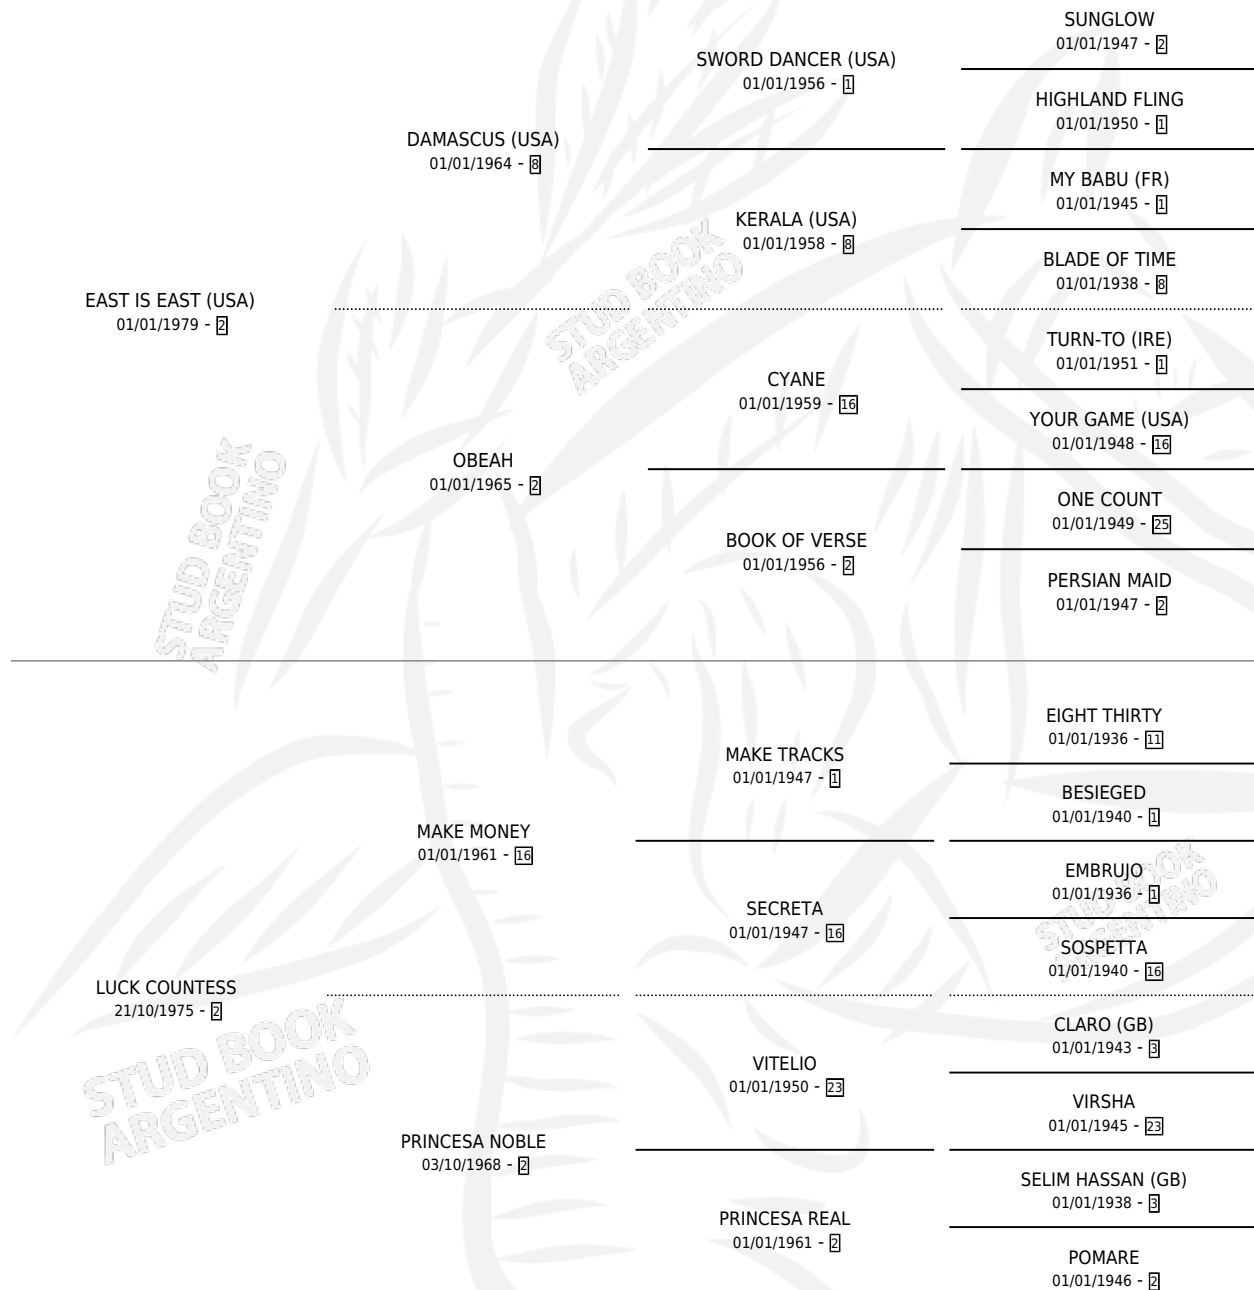 SUNGLOW
01/01/1947 - 2
SWORD DANCER (USA)
01/01/1956 - 1
HIGHLAND FLING
01/01/1950 - 1
DAMASCUS (USA)
01/01/1964 - 8
MY BABU (FR)
01/01/1945 - 1
KERALA (USA)
01/01/1958 - 8
BLADE OF TIME
01/01/1938 - 8
EAST IS EAST (USA)
01/01/1979 - 2
TURN-TO (IRE)
01/01/1951 - 1
CYANE
01/01/1959 - 16
YOUR GAME (USA)
01/01/1948 - 16
OBEAH
01/01/1965 - 2
ONE COUNT
01/01/1949 - 25
BOOK OF VERSE
01/01/1956 - 2
PERSIAN MAID
01/01/1947 - 2
EIGHT THIRTY
01/01/1936 - 11
MAKE TRACKS
01/01/1947 - 1
BESIEGED
01/01/1940 - 1
MAKE MONEY
01/01/1961 - 16
EMBRUJO
01/01/1936 - 1
SECRETA
01/01/1947 - 16
SOSPETTA
01/01/1940 - 16
LUCK COUNTESS
21/10/1975 - 2
CLARO (GB)
01/01/1943 - 3
VITELIO
01/01/1950 - 23
VIRSHA
01/01/1945 - 23
PRINCESA NOBLE
03/10/1968 - 2
SELIM HASSAN (GB)
01/01/1938 - 3
PRINCESA REAL
01/01/1961 - 2
POMARE
01/01/1946 - 2
STUD BOOK
ARGENTINO
STUD BOOK
ARGENTINO
STUD BOOK
ARGENTINO
STUD BOOK
ARGENTINO